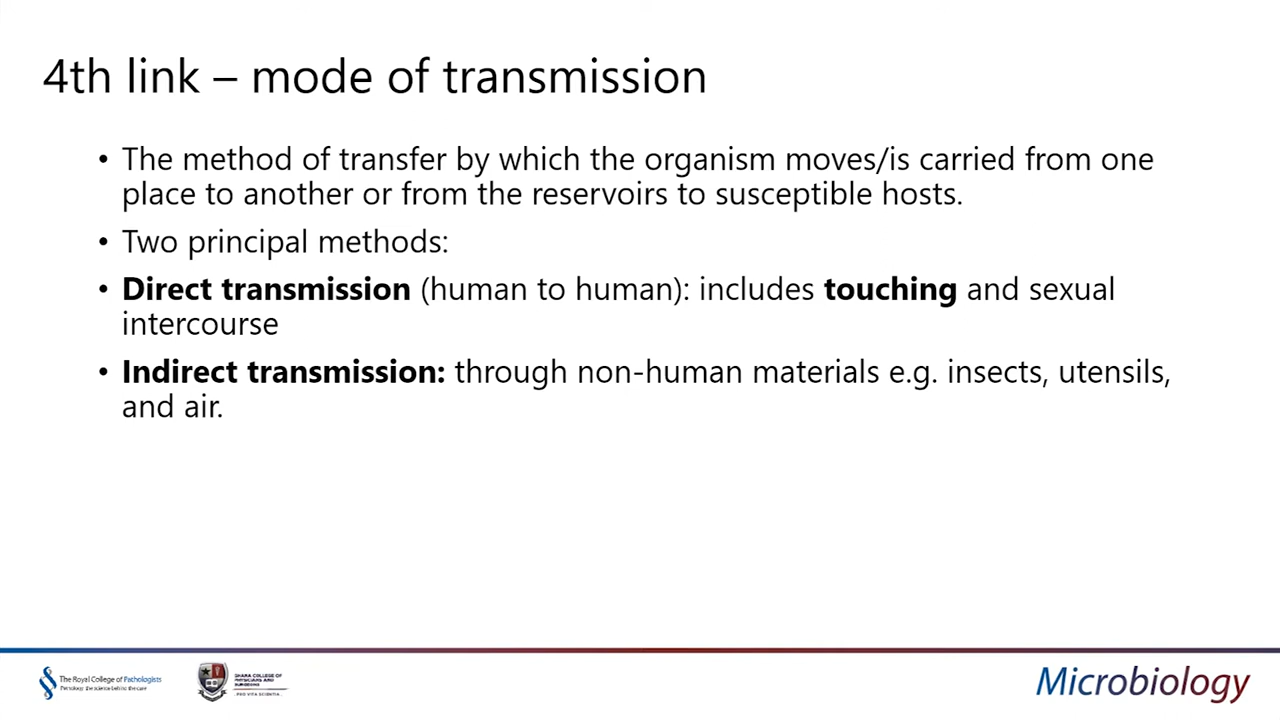 4th link – mode of transmission
• The method of transfer by which the organism moves/is carried from one
place to another or from the reservoirs to susceptible hosts.
• Two principal methods:
• Direct transmission (human to human): includes touching and sexual
intercourse
• Indirect transmission: through non-human materials e.g. insects, utensils,
and air.
The Royal College of Pathologists
Pathology: the science behind the cure
GHANA COLLEGE OF
PHYSICIANS AND
SURGEONS
PRO VITA SCIENTIA
Microbiology